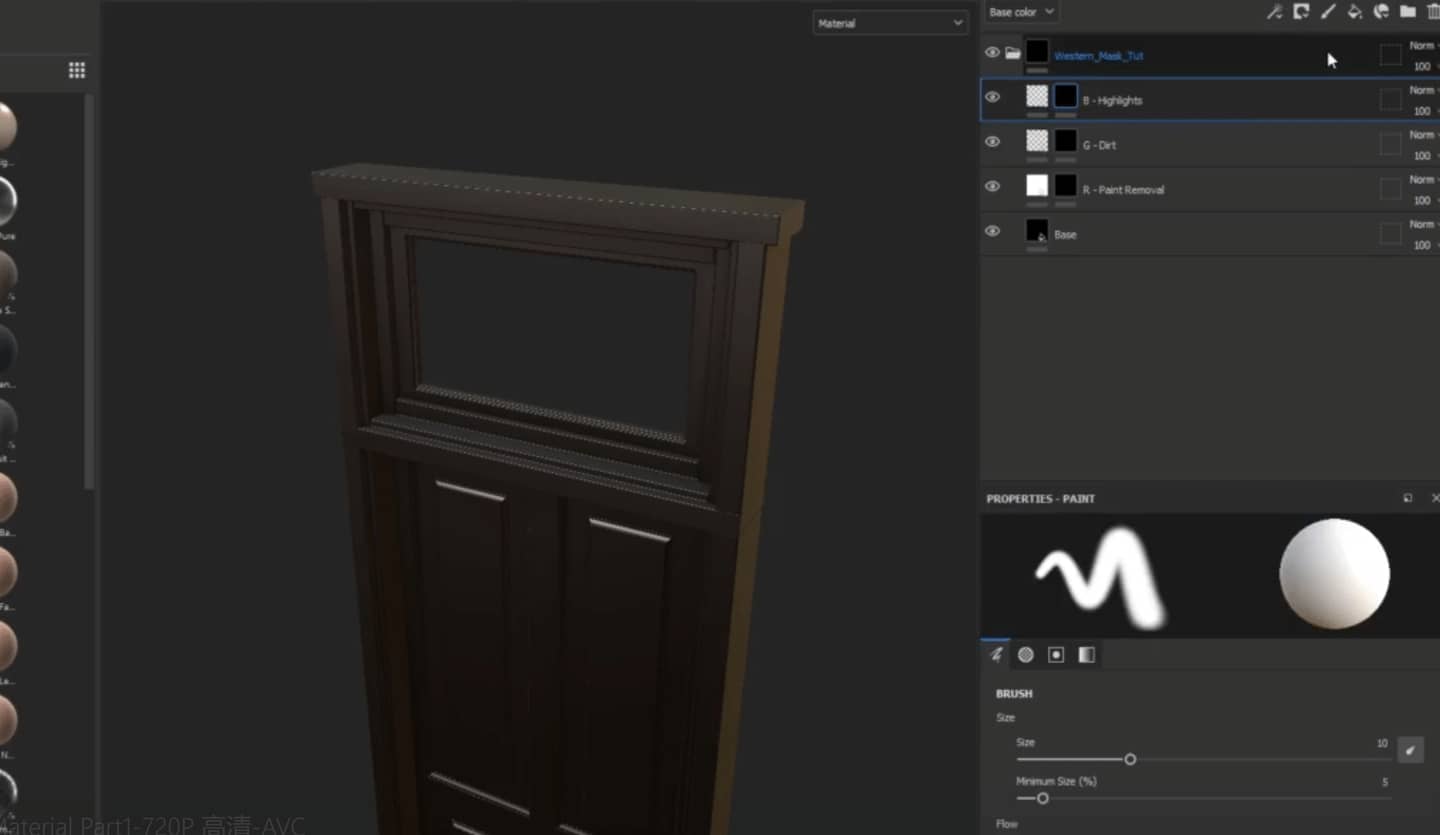 Base color
Material
Western_Mask_Tut
Norm
100
B - Highlights
Norm
100
G - Dirt
Norm
100
R - Paint Removal
Norm
100
Base
Norm
100
PROPERTIES - PAINT
BRUSH
Size
Size
10
Minimum Size (%)
5
Flow
ig...
ure
s S...
an...
it ...
Ba...
Fa...
Le...
N...
aterial Part1-720P 高清-AVC